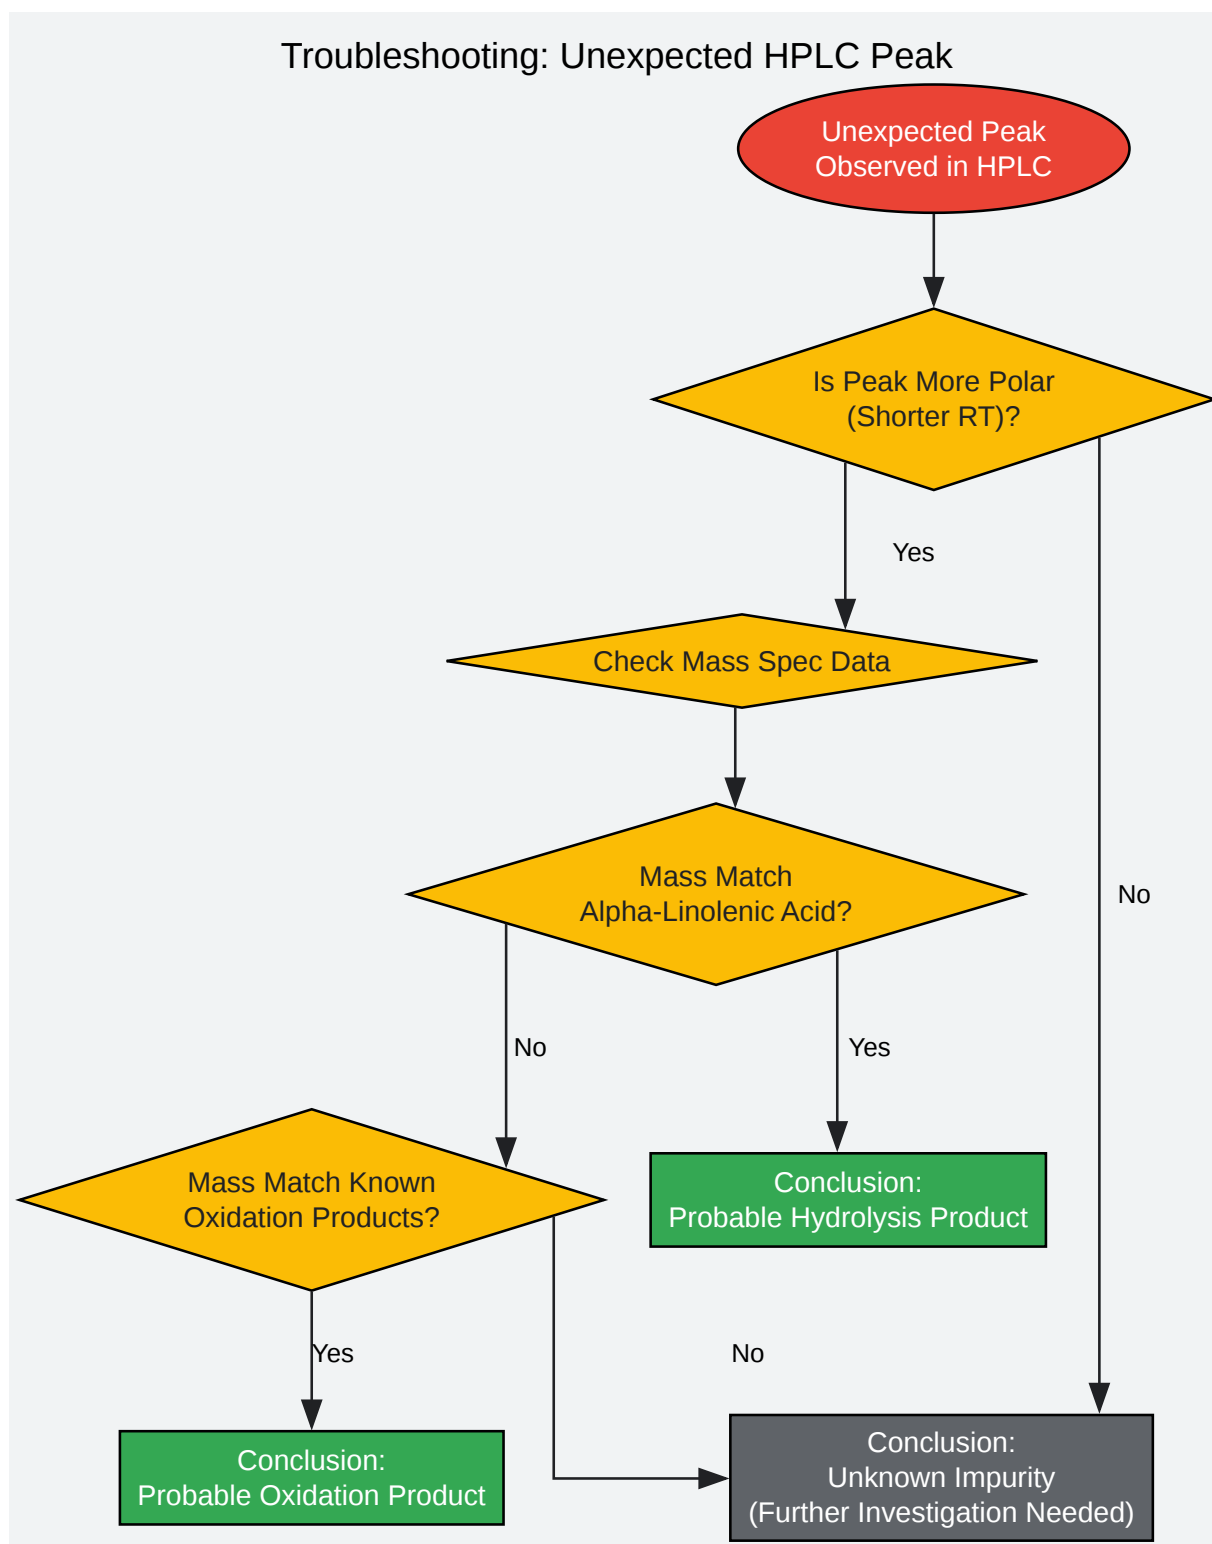 Troubleshooting: Unexpected HPLC Peak
Unexpected Peak
Observed in HPLC
Is Peak More Polar
(Shorter RT)?
Yes
Check Mass Spec Data
Mass Match
Alpha-Linolenic Acid?
No
No
Yes
Mass Match Known
Oxidation Products?
Conclusion:
Probable Hydrolysis Product
Yes
No
Conclusion:
Probable Oxidation Product
Conclusion:
Unknown Impurity
(Further Investigation Needed)